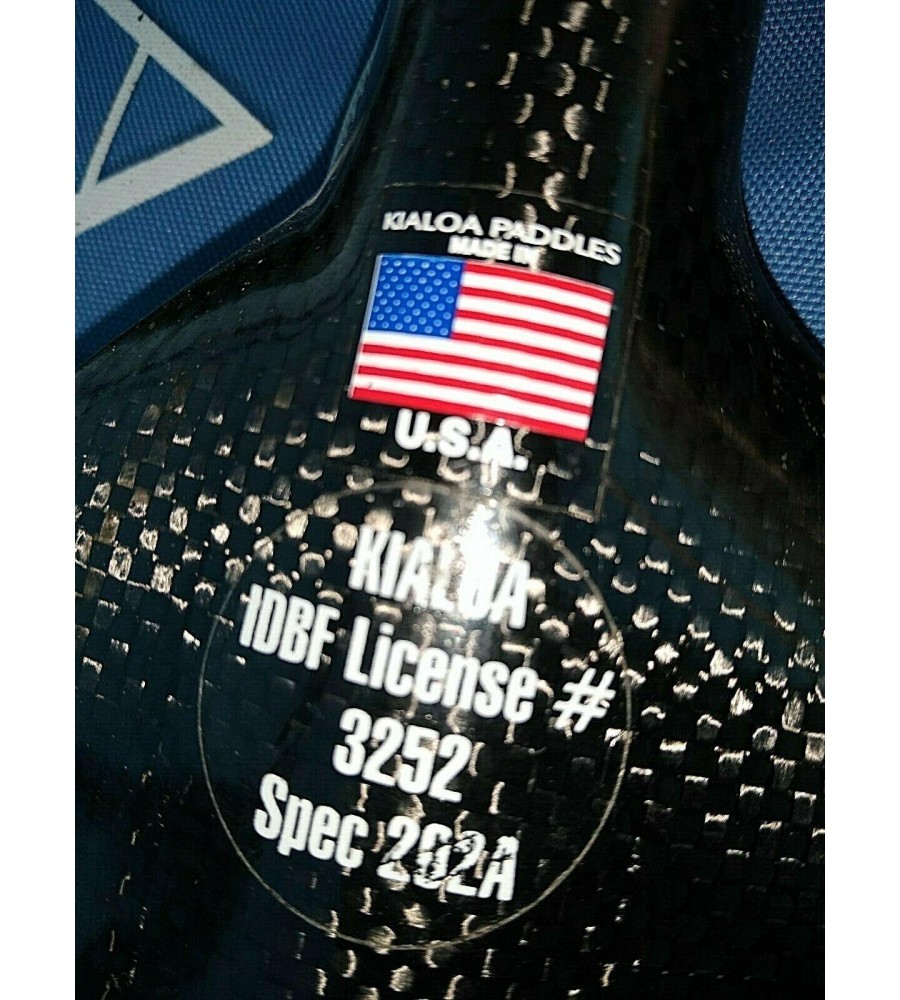 KIALOA PADDLES
MADE IN
U.S.A.
KIALOA
IDBF License #
3252
Spec 202A